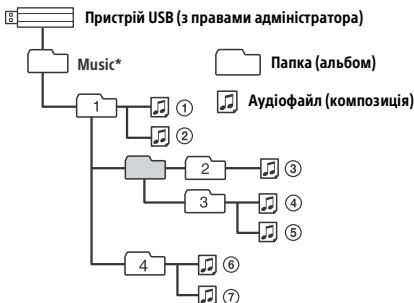 Пристрій USB (з правами адміністратора)
Music*
Папка (альбом)
Аудіофайл (композиція)
1
①
②
2
③
3
④
⑤
4
⑥
⑦